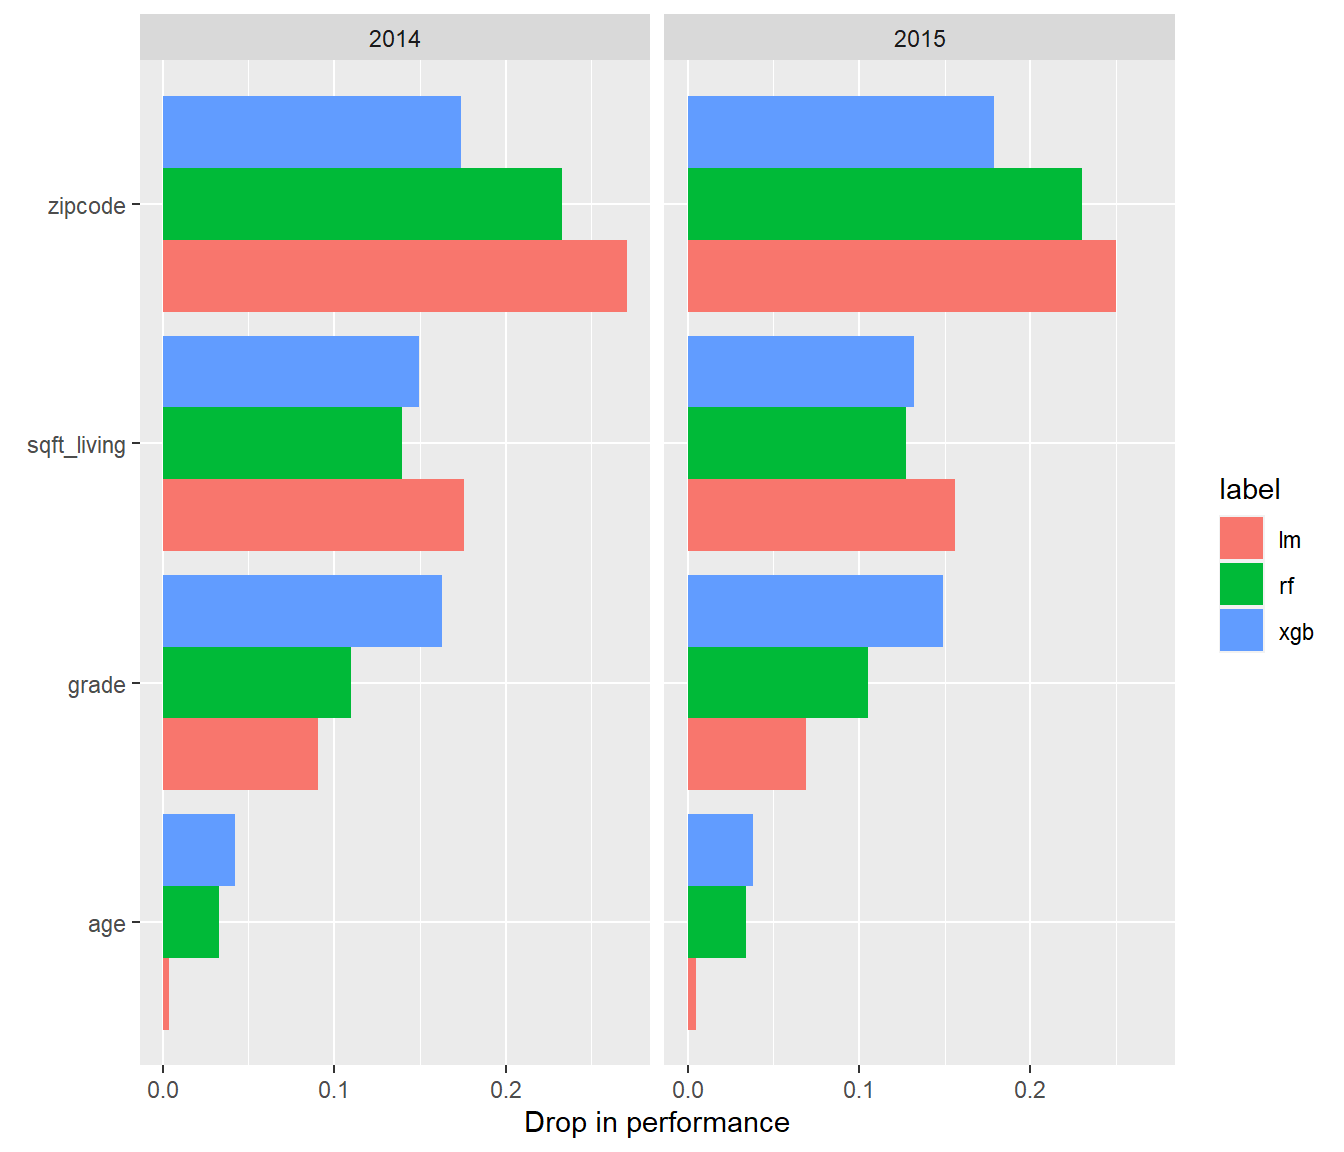 2014
2015
zipcode
sqft_living
grade
age
0.0 0.1 0.2
0.0 0.1 0.2
Drop in performance
label
lm
rf
xgb